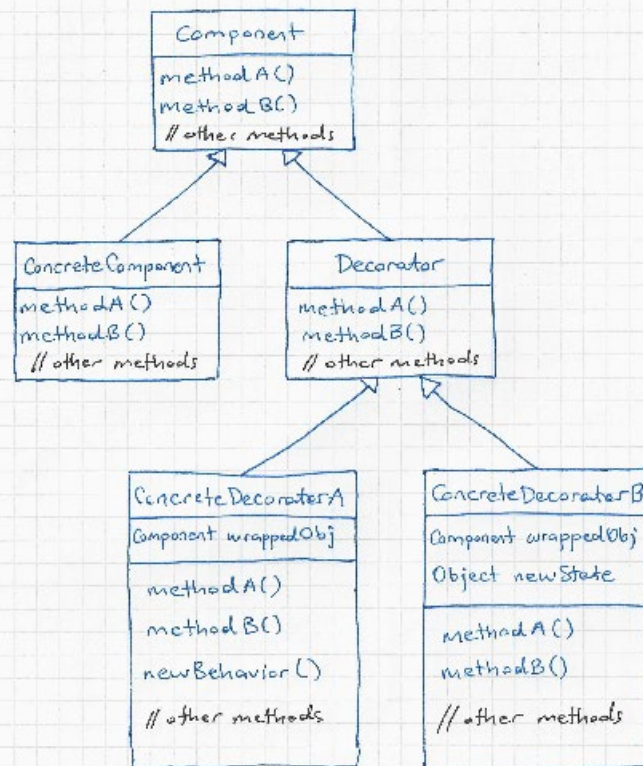 Component
methodA()
methodB()
// other methods
ConcreteComponent
methodA()
methodB()
// other methods
Decorator
methodA()
methodB()
// other methods
ConcreteDecoratorA
Component wrappedObj
methodA()
methodB()
newBehavior()
// other methods
ConcreteDecoratorB
Component wrappedObj
Object newState
methodA()
methodB()
// other methods